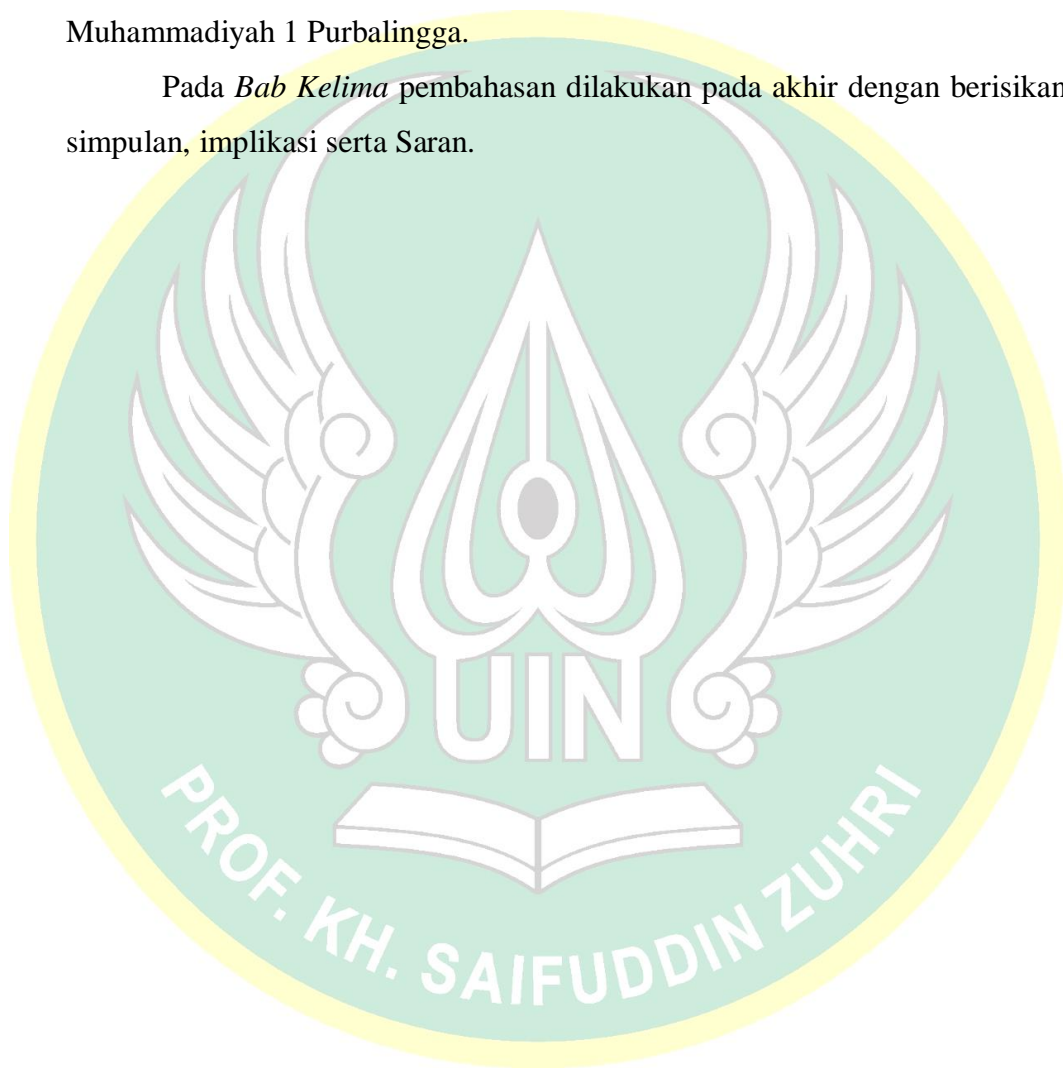 Muhammadiyah 1 Purbalingga.
Pada Bab Kelima pembahasan dilakukan pada akhir dengan berisikan
simpulan, implikasi serta Saran.
UIN
PROF. KH. SAIFUDDIN ZUHRI